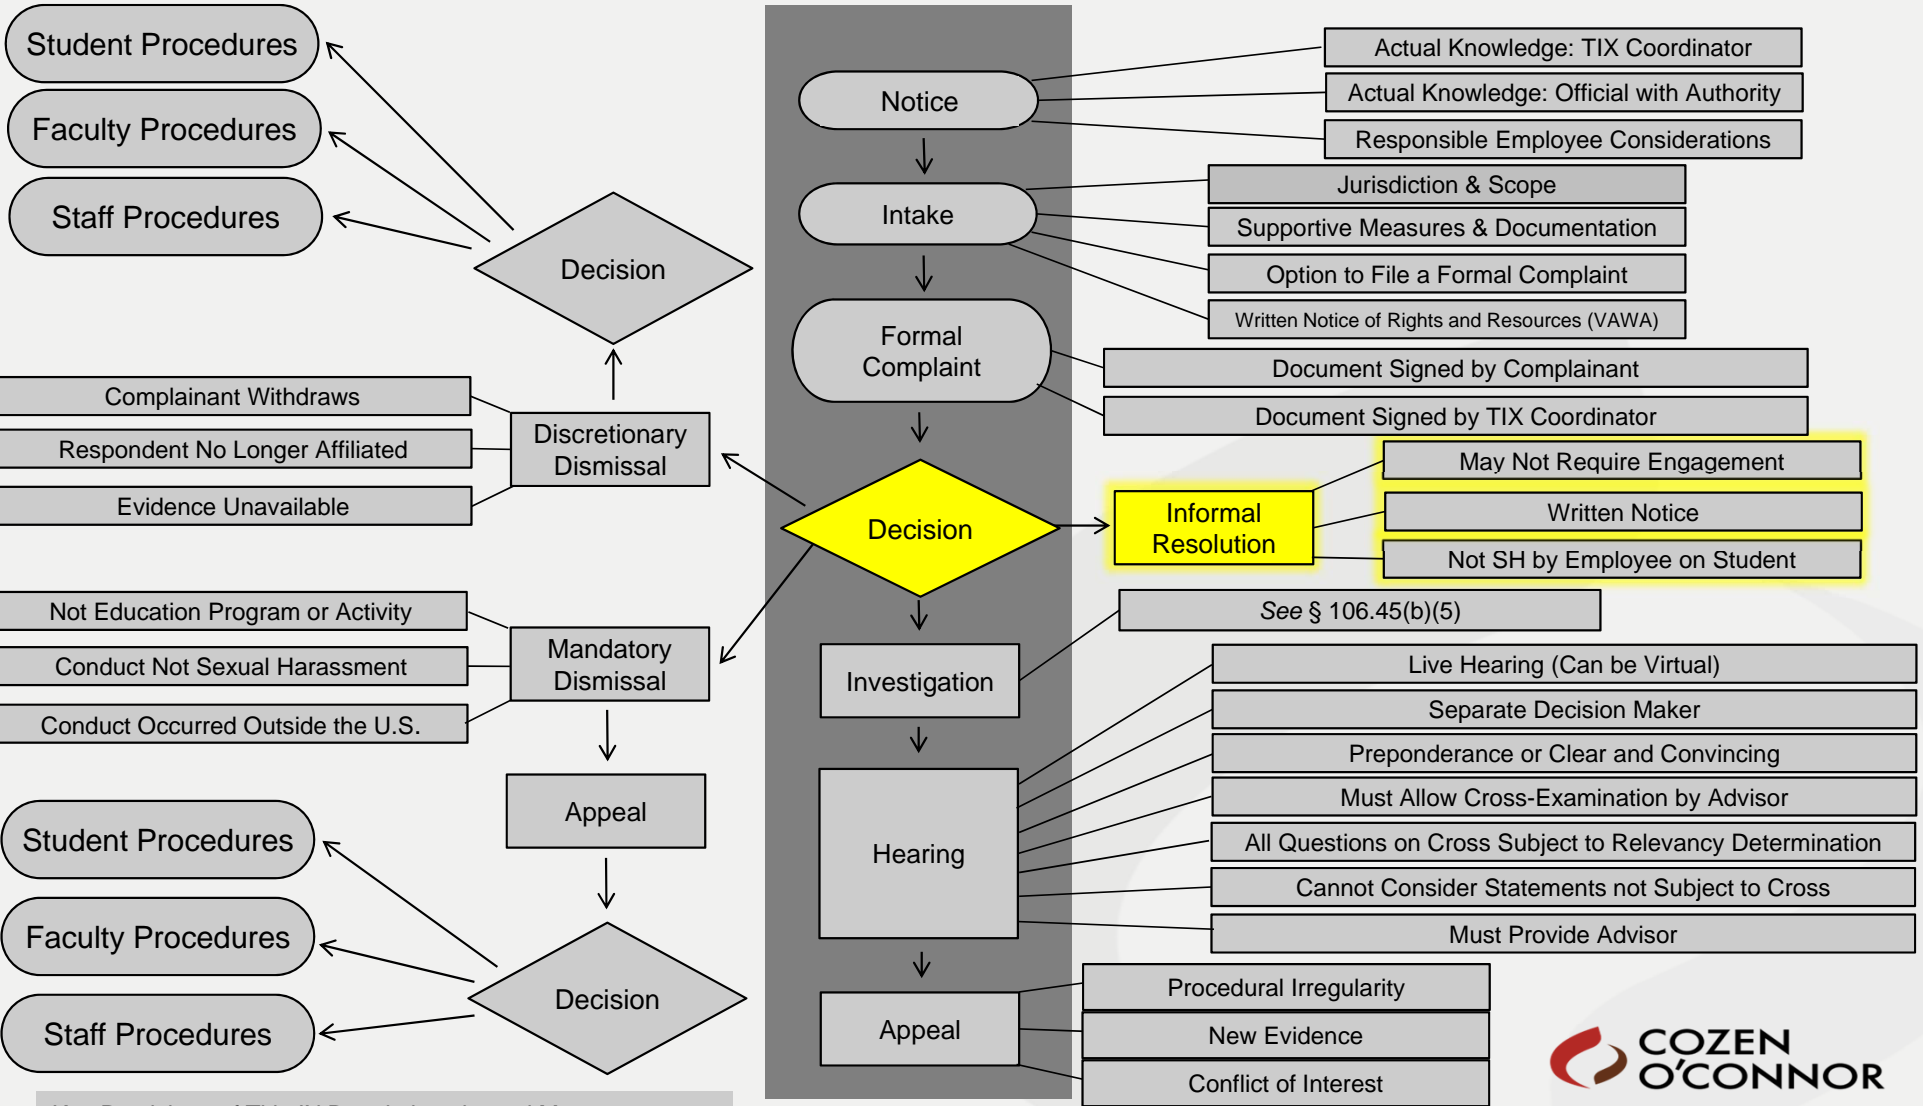 Student Procedures
Faculty Procedures
Staff Procedures
Decision
Complainant Withdraws
Respondent No Longer Affiliated
Evidence Unavailable
Discretionary
Dismissal
Not Education Program or Activity
Conduct Not Sexual Harassment
Conduct Occurred Outside the U.S.
Mandatory
Dismissal
Appeal
Student Procedures
Faculty Procedures
Staff Procedures
Decision
Notice
Actual Knowledge: TIX Coordinator
Actual Knowledge: Official with Authority
Responsible Employee Considerations
Intake
Jurisdiction & Scope
Supportive Measures & Documentation
Option to File a Formal Complaint
Written Notice of Rights and Resources (VAWA)
Formal
Complaint
Document Signed by Complainant
Document Signed by TIX Coordinator
Decision
Informal
Resolution
May Not Require Engagement
Written Notice
Not SH by Employee on Student
Investigation
See § 106.45(b)(5)
Hearing
Live Hearing (Can be Virtual)
Separate Decision Maker
Preponderance or Clear and Convincing
Must Allow Cross-Examination by Advisor
All Questions on Cross Subject to Relevancy Determination
Cannot Consider Statements not Subject to Cross
Must Provide Advisor
Appeal
Procedural Irregularity
New Evidence
Conflict of Interest
COZEN
O'CONNOR